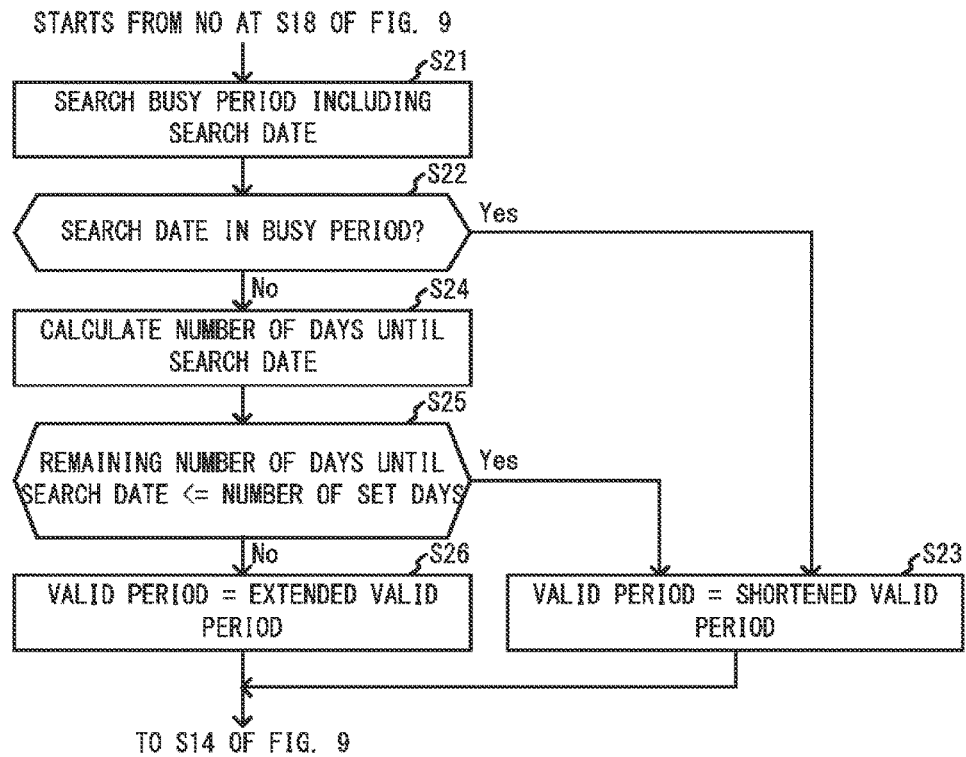 STARTS FROM NO AT S18 OF FIG. 9
S21
SEARCH BUSY PERIOD INCLUDING
SEARCH DATE
S22
SEARCH DATE IN BUSY PERIOD?
Yes
No
S24
CALCULATE NUMBER OF DAYS UNTIL
SEARCH DATE
S25
REMAINING NUMBER OF DAYS UNTIL
SEARCH DATE <= NUMBER OF SET DAYS
Yes
No
S26
VALID PERIOD = EXTENDED VALID
PERIOD
S23
VALID PERIOD = SHORTENED VALID
PERIOD
TO S14 OF FIG. 9